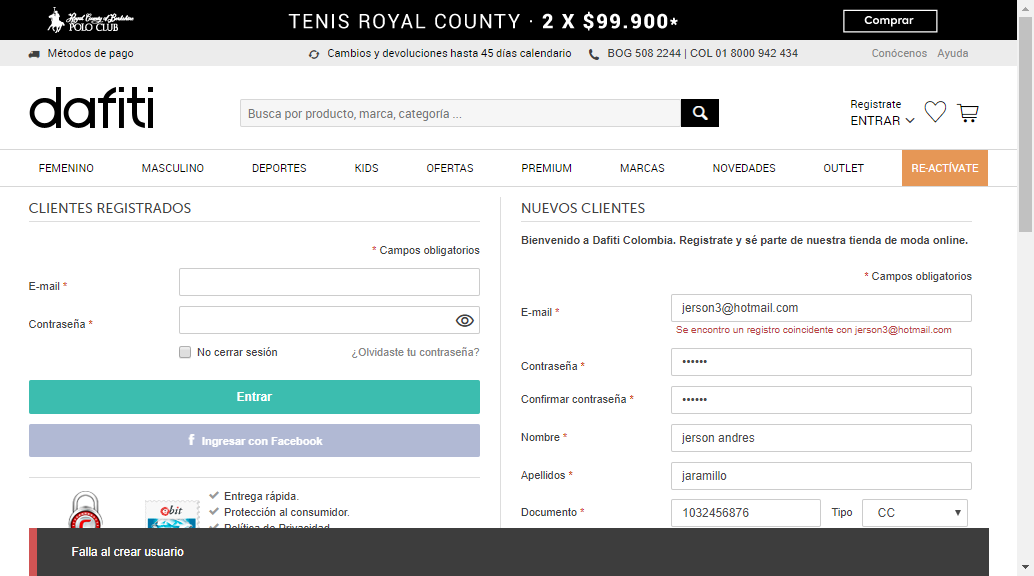 Royal County of Berkshire
POLO CLUB
TENIS ROYAL COUNTY · 2 X $99.900*
Comprar
Métodos de pago
Cambios y devoluciones hasta 45 días calendario
BOG 508 2244 | COL 01 8000 942 434
Conócenos Ayuda
dafiti
Busca por producto, marca, categoría ...
Registrate
ENTRAR
FEMENINO MASCULINO DEPORTES KIDS OFERTAS PREMIUM MARCAS NOVEDADES OUTLET RE-ACTÍVATE
CLIENTES REGISTRADOS
* Campos obligatorios
E-mail *
Contraseña *
No cerrar sesión ¿Olvidaste tu contraseña?
Entrar
f Ingresar con Facebook
Entrega rápida.
Protección al consumidor.
Política de Privacidad
NUEVOS CLIENTES
Bienvenido a Dafiti Colombia. Registrate y sé parte de nuestra tienda de moda online.
* Campos obligatorios
E-mail * jerson3@hotmail.com
Se encontro un registro coincidente con jerson3@hotmail.com
Contraseña * ••••••
Confirmar contraseña * ••••••
Nombre * jerson andres
Apellidos * jaramillo
Documento * 1032456876 Tipo CC
Falla al crear usuario